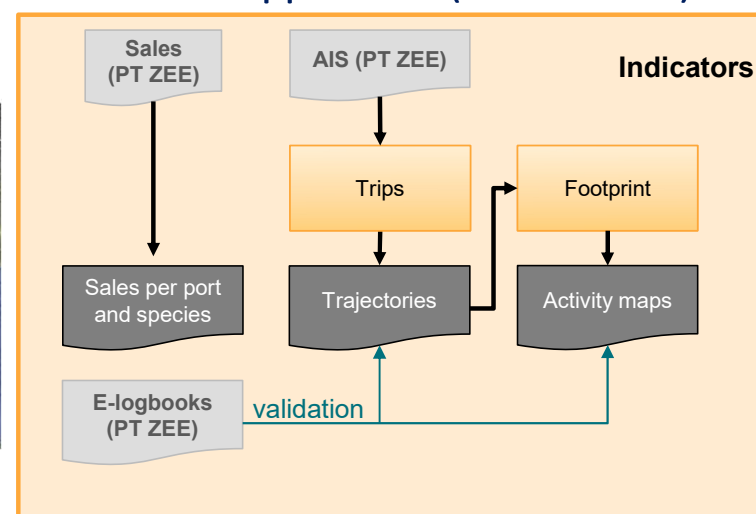 Indicators
Sales
(PT ZEE)
AIS (PT ZEE)
Trips
Footprint
Sales per port
and species
Trajectories
Activity maps
E-logbooks
(PT ZEE)
validation